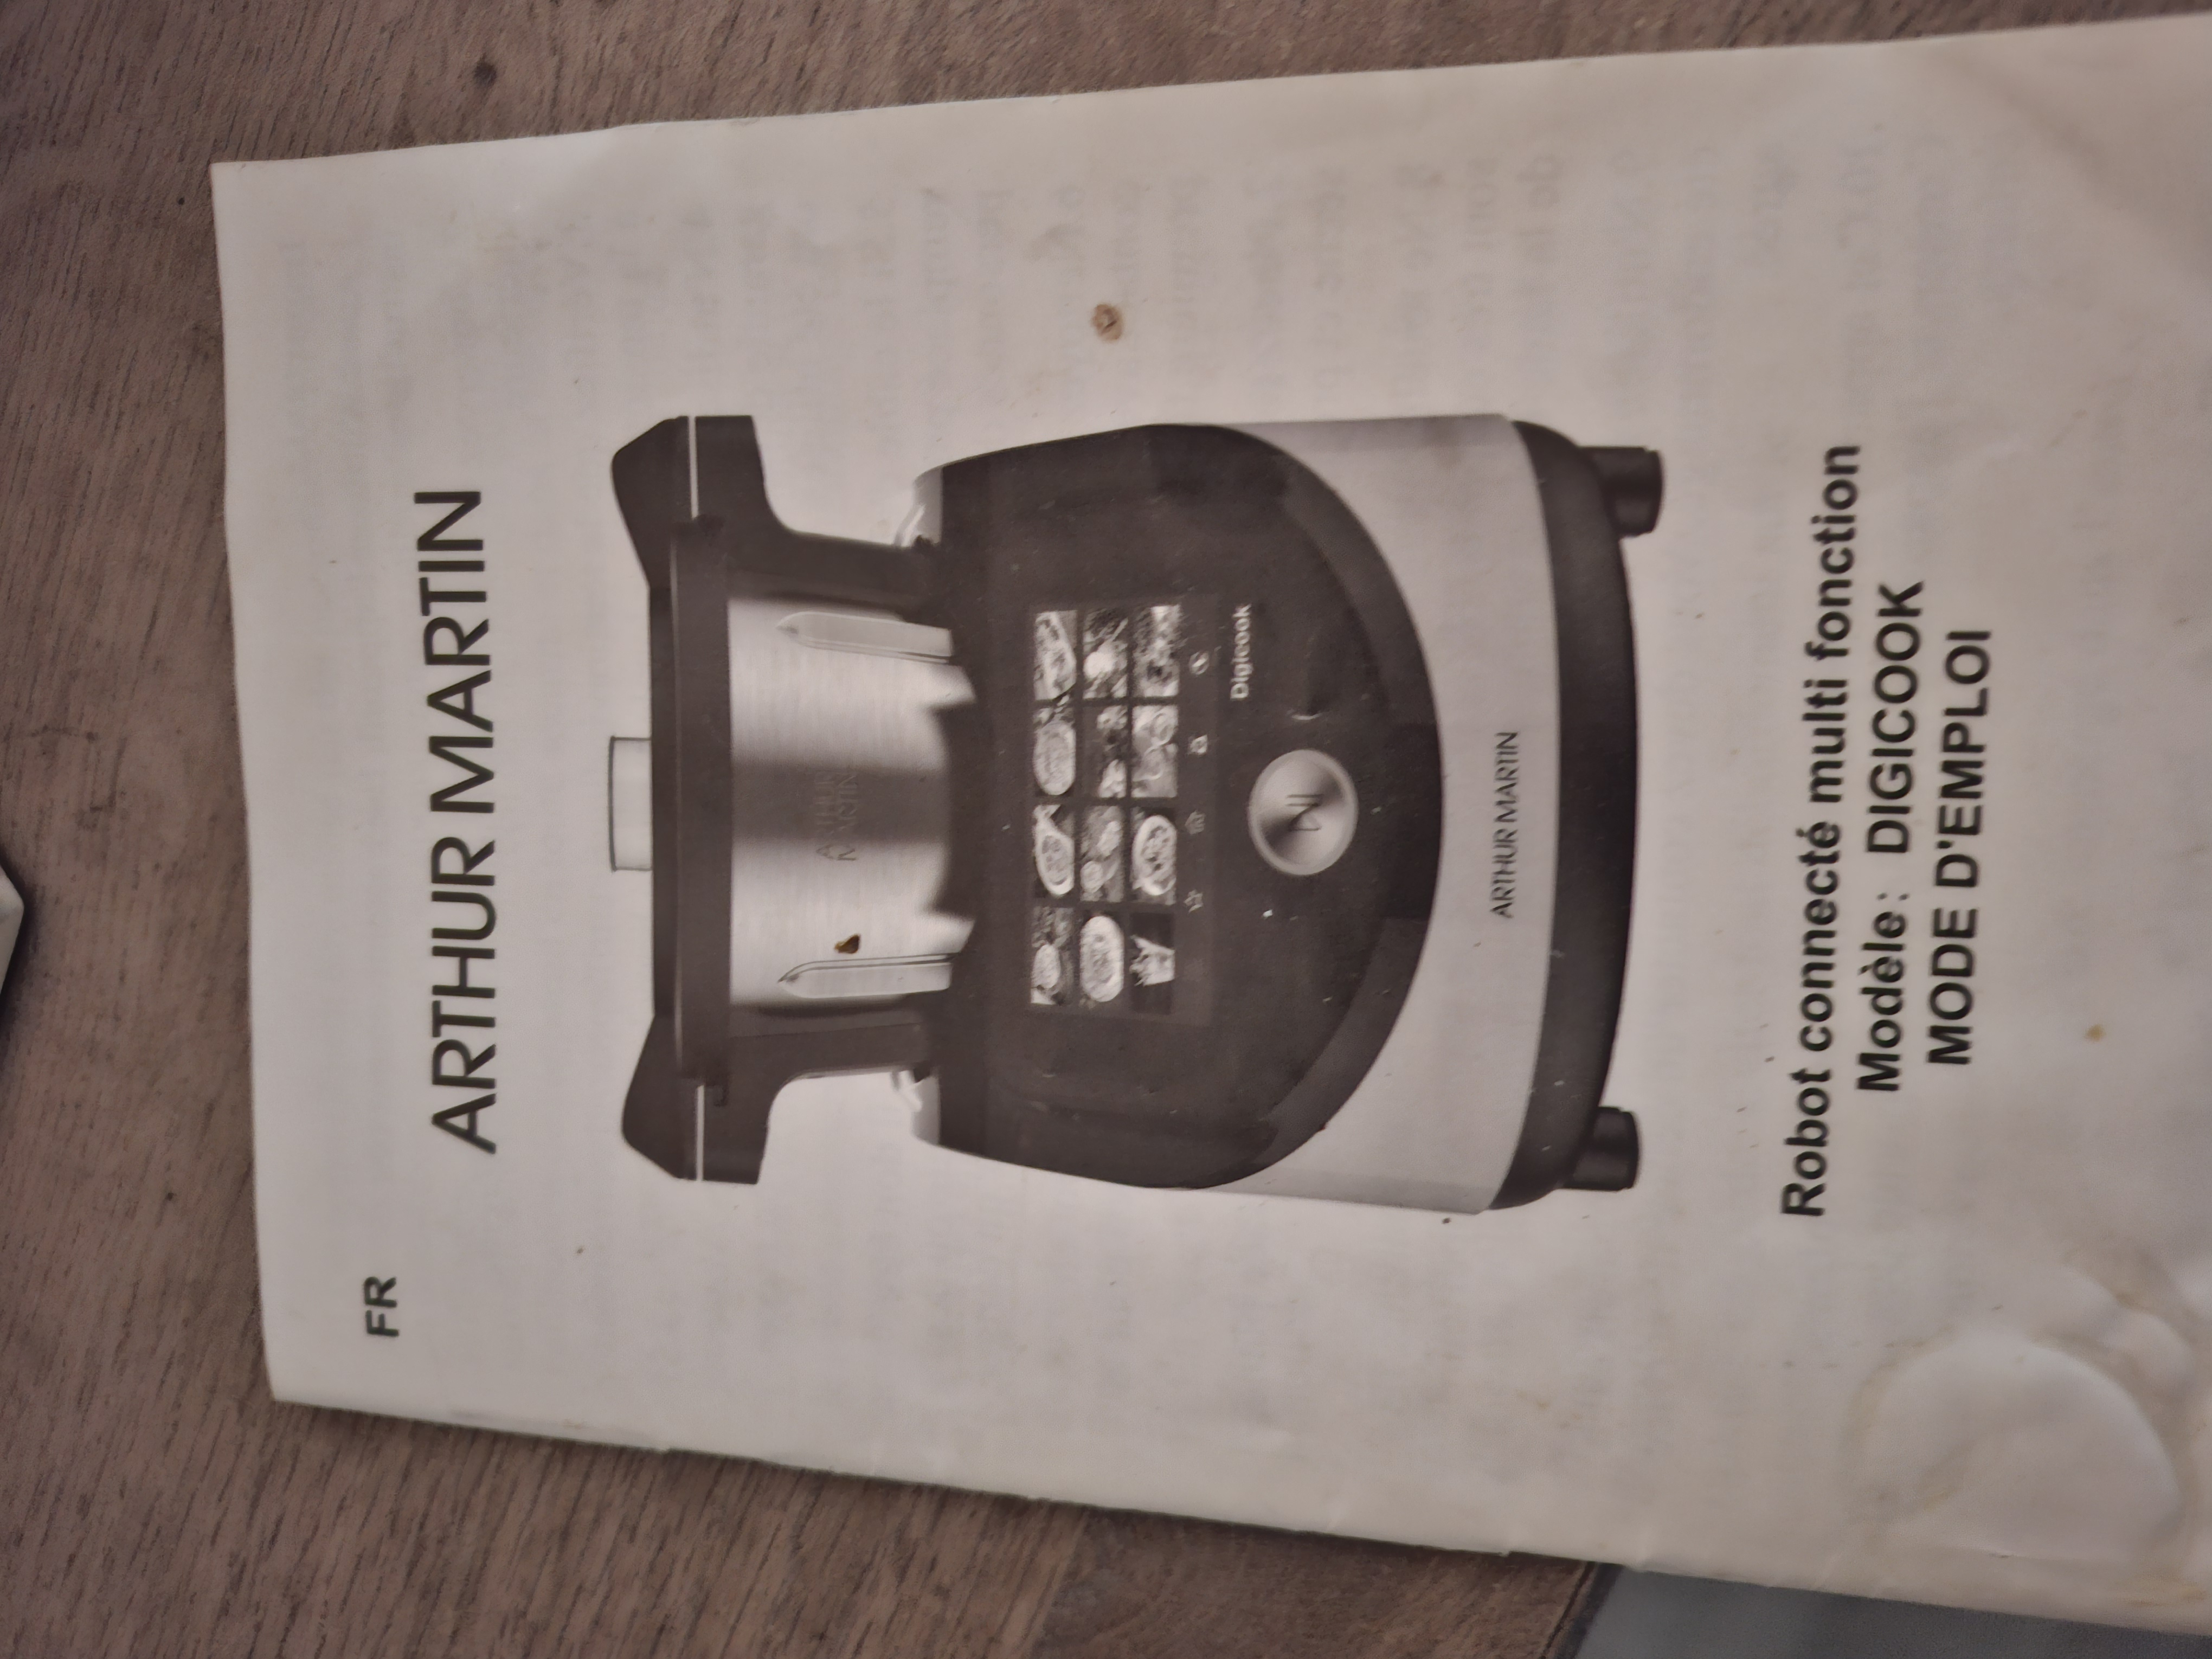 FR
ARTHUR MARTIN
ARTHUR
MARTIN
Digicook
ARTHUR MARTIN
Robot connecté multi fonction
Modèle : DIGICOOK
MODE D'EMPLOI